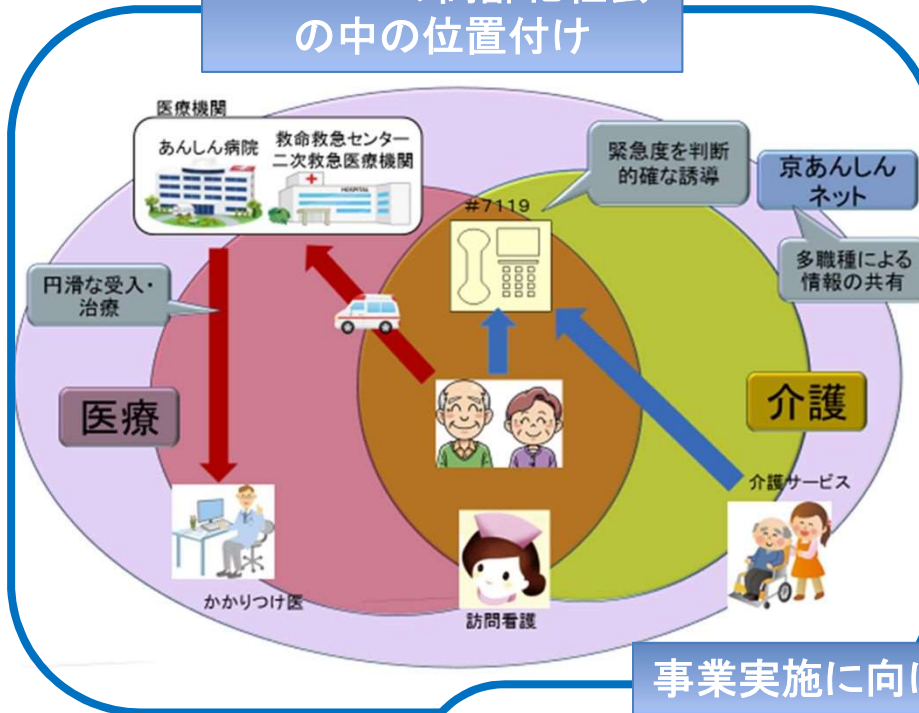 の中の位置付け
医療機関
あんしん病院
救命救急センター
二次救急医療機関
HOSPITAL
緊急度を判断
的確な誘導
京あんしん
ネット
#7119
多職種による
情報の共有
円滑な受入・
治療
医療
介護
介護サービス
かかりつけ医
訪問看護
事業実施に向け